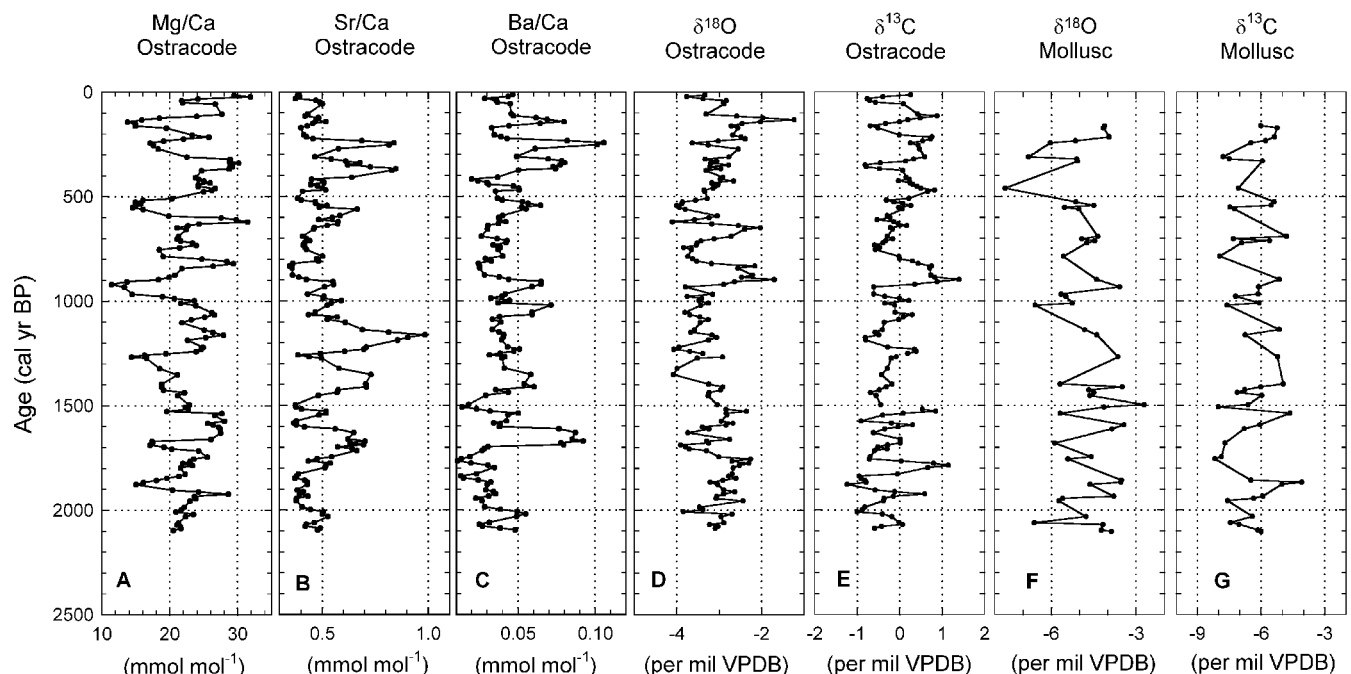 Mg/Ca Sr/Ca Ba/Ca δ¹⁸O δ¹³C δ¹⁸O δ¹³C
Ostracode Ostracode Ostracode Ostracode Ostracode Mollusc Mollusc
0
500
1000
1500
2000
2500
Age (cal yr BP)
A B C D E F G
10 20 30 0.5 1.0 0.05 0.10 -4 -2 -2 -1 0 1 2 -6 -3 -9 -6 -3
(mmol mol⁻¹) (mmol mol⁻¹) (mmol mol⁻¹) (per mil VPDB) (per mil VPDB) (per mil VPDB) (per mil VPDB)